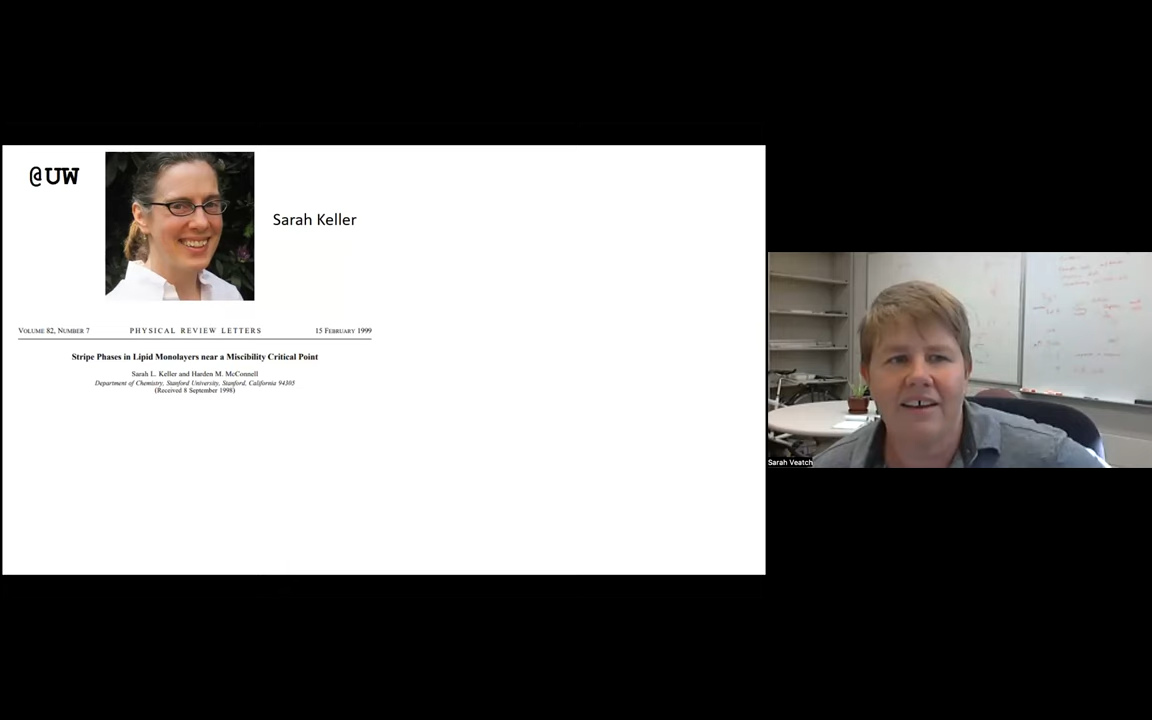 @UW
Sarah Keller
VOLUME 82, NUMBER 7 PHYSICAL REVIEW LETTERS 15 FEBRUARY 1999
Stripe Phases in Lipid Monolayers near a Miscibility Critical Point
Sarah L. Keller and Harden M. McConnell
Department of Chemistry, Stanford University, Stanford, California 94305
(Received 8 September 1998)
Sarah Veatch